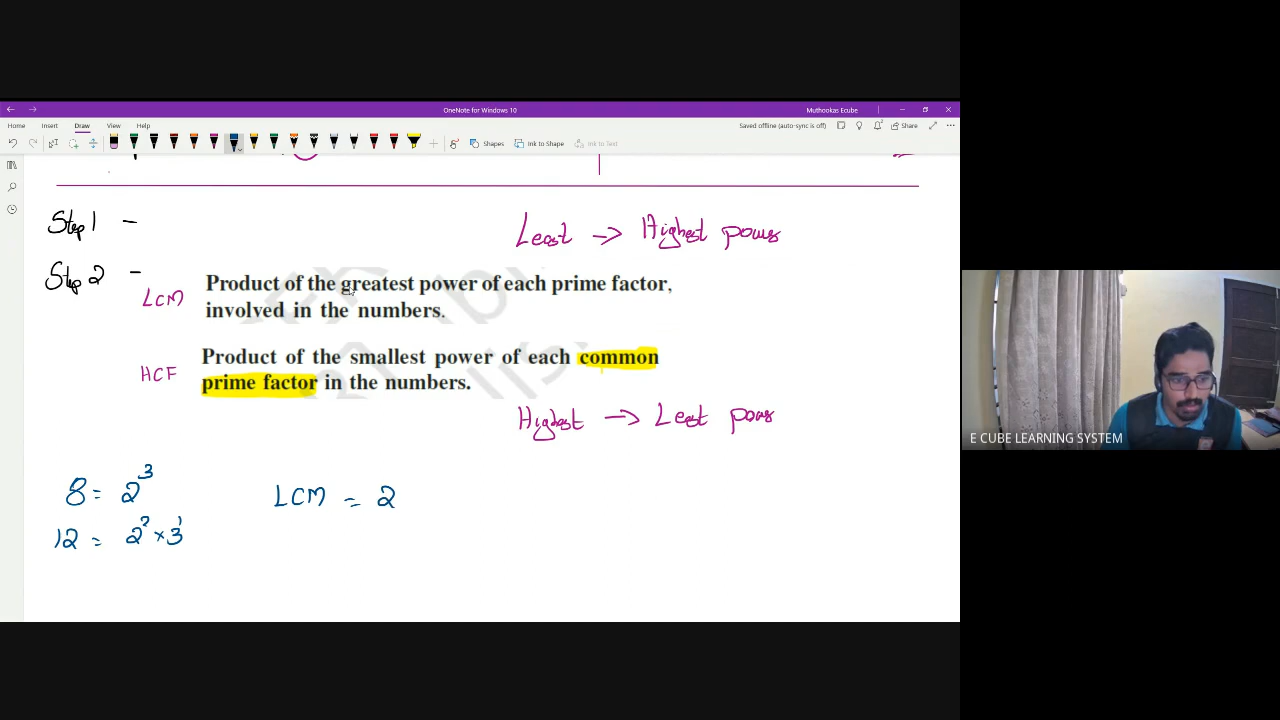 OneNote for Windows 10
Muthookas Ecube
Home Insert Draw View Help
Saved offline (auto-sync is off) Share
Shapes Ink to Shape Ink to Text
Step 1 -
Least -> Highest power
Step 2 -
LCM
Product of the greatest power of each prime factor,
involved in the numbers.
HCF
Product of the smallest power of each common
prime factor in the numbers.
Highest -> Least power
E CUBE LEARNING SYSTEM
8 = 2³
LCM = 2
12 = 2² × 3¹